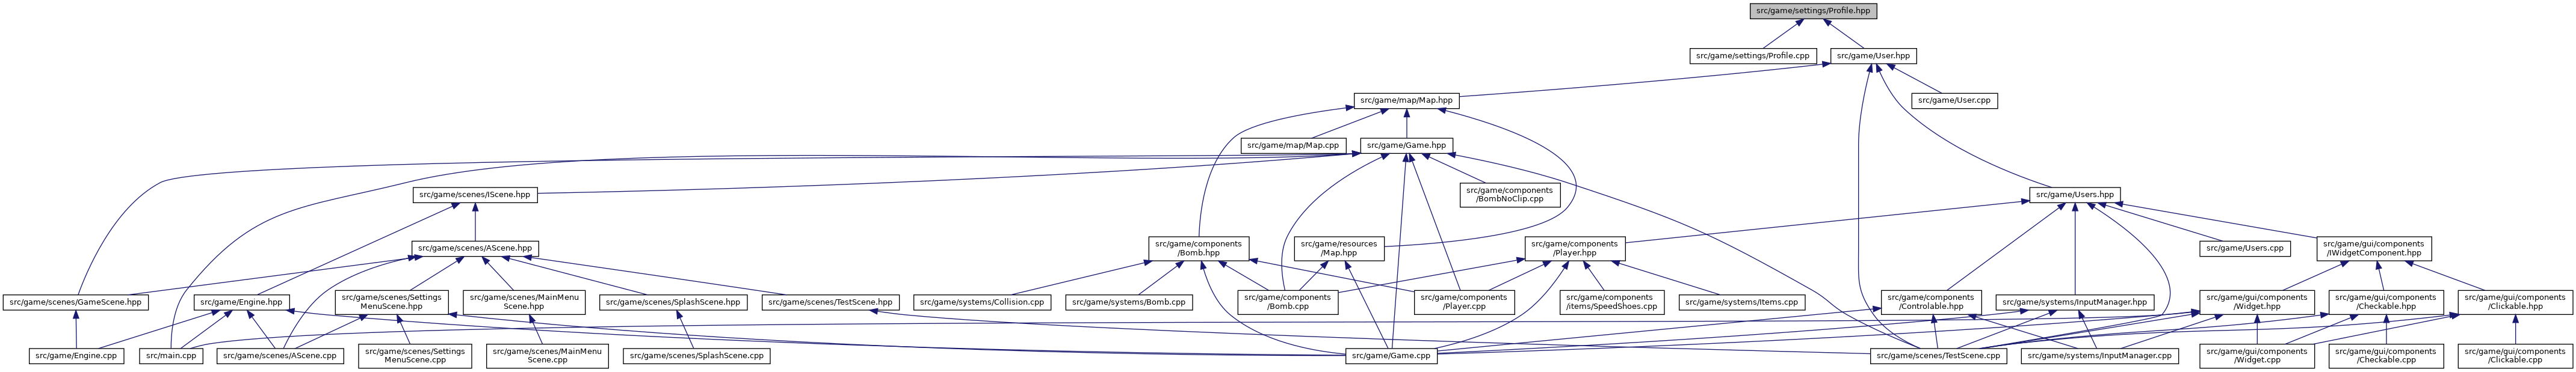 src/game/settings/Profile.hpp
src/game/settings/Profile.cpp
src/game/User.hpp
src/game/map/Map.hpp
src/game/User.cpp
src/game/map/Map.cpp
src/game/Game.hpp
src/game/scenes/IScene.hpp
src/game/components
/BombNoClip.cpp
src/game/Users.hpp
src/game/scenes/AScene.hpp
src/game/components
/Bomb.hpp
src/game/resources
/Map.hpp
src/game/components
/Player.hpp
src/game/Users.cpp
src/game/gui/components
/IWidgetComponent.hpp
src/game/scenes/GameScene.hpp
src/game/Engine.hpp
src/game/scenes/Settings
MenuScene.hpp
src/game/scenes/MainMenu
Scene.hpp
src/game/scenes/SplashScene.hpp
src/game/scenes/TestScene.hpp
src/game/systems/Collision.cpp
src/game/systems/Bomb.cpp
src/game/components
/Bomb.cpp
src/game/components
/Player.cpp
src/game/components
/items/SpeedShoes.cpp
src/game/systems/Items.cpp
src/game/components
/Controlable.hpp
src/game/systems/InputManager.hpp
src/game/gui/components
/Widget.hpp
src/game/gui/components
/Checkable.hpp
src/game/gui/components
/Clickable.hpp
src/game/Engine.cpp
src/main.cpp
src/game/scenes/AScene.cpp
src/game/scenes/Settings
MenuScene.cpp
src/game/scenes/MainMenu
Scene.cpp
src/game/scenes/SplashScene.cpp
src/game/Game.cpp
src/game/scenes/TestScene.cpp
src/game/systems/InputManager.cpp
src/game/gui/components
/Widget.cpp
src/game/gui/components
/Checkable.cpp
src/game/gui/components
/Clickable.cpp